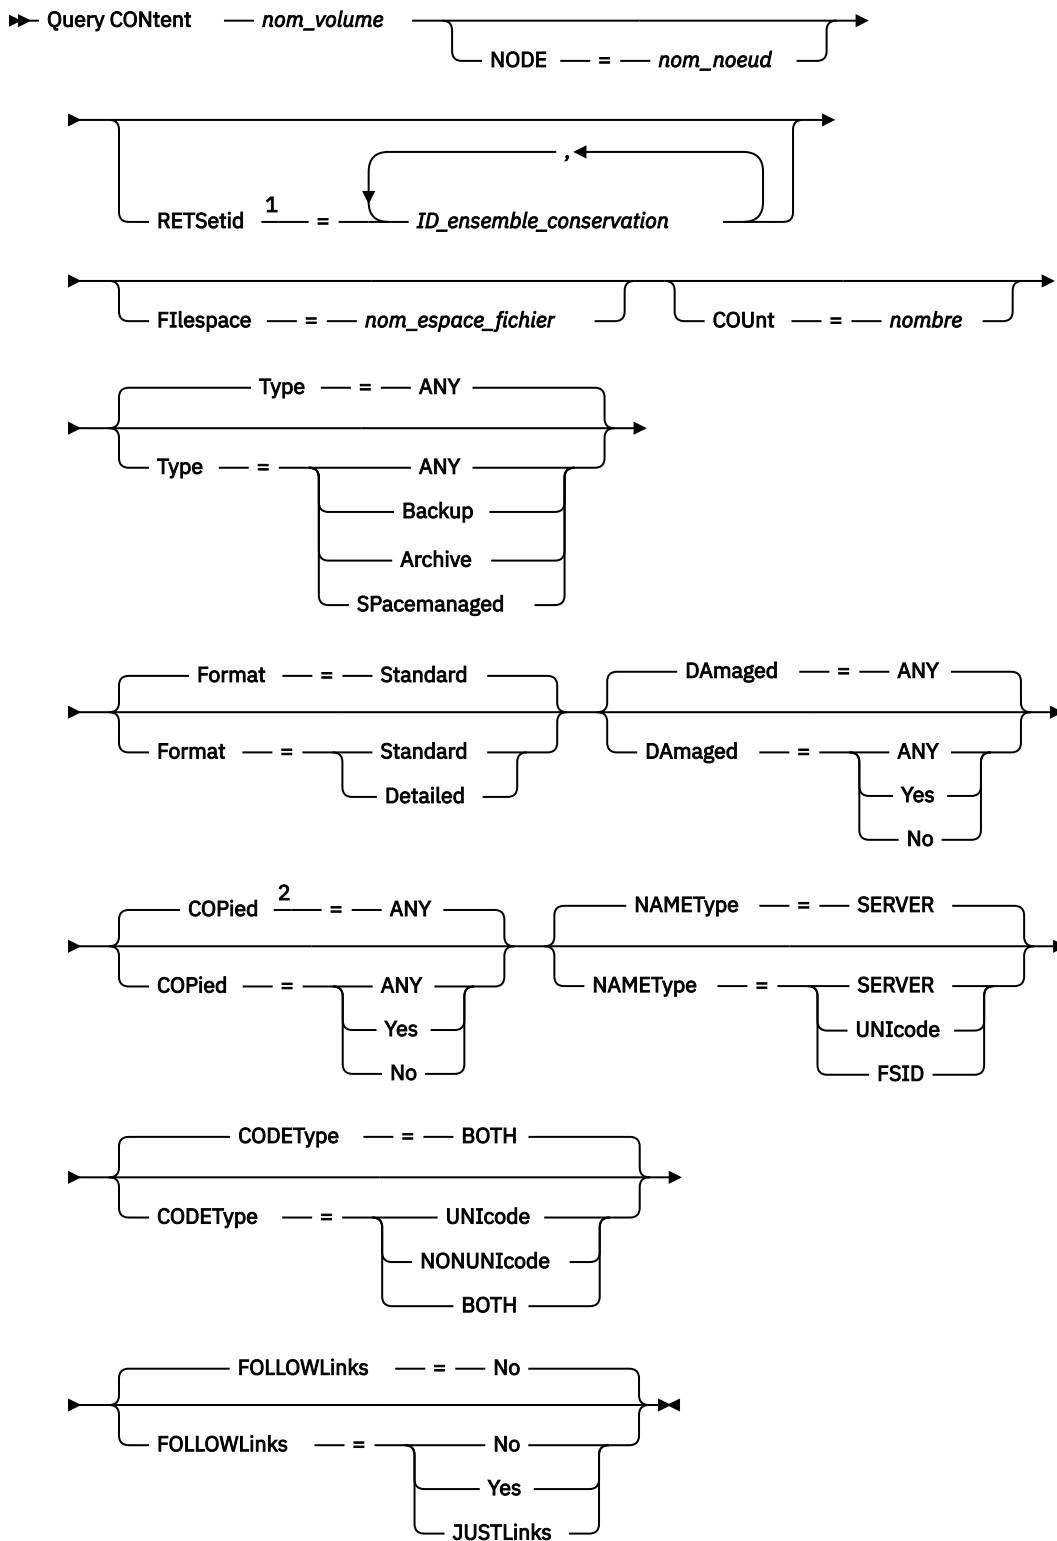 Query CONtent nom_volume
NODE = nom_noeud
,
RETSetid 1 = ID_ensemble_conservation
FIlespace = nom_espace_fichier COUnt = nombre
Type = ANY
Type = ANY
Backup
Archive
SPacemanaged
Format = Standard DAmaged = ANY
Format = Standard DAmaged = ANY
Detailed Yes
No
COPied 2 = ANY NAMEType = SERVER
COPied = ANY NAMEType = SERVER
Yes UNIcode
No FSID
CODEType = BOTH
CODEType = UNIcode
NONUNIcode
BOTH
FOLLOWLinks = No
FOLLOWLinks = No
Yes
JUSTLinks